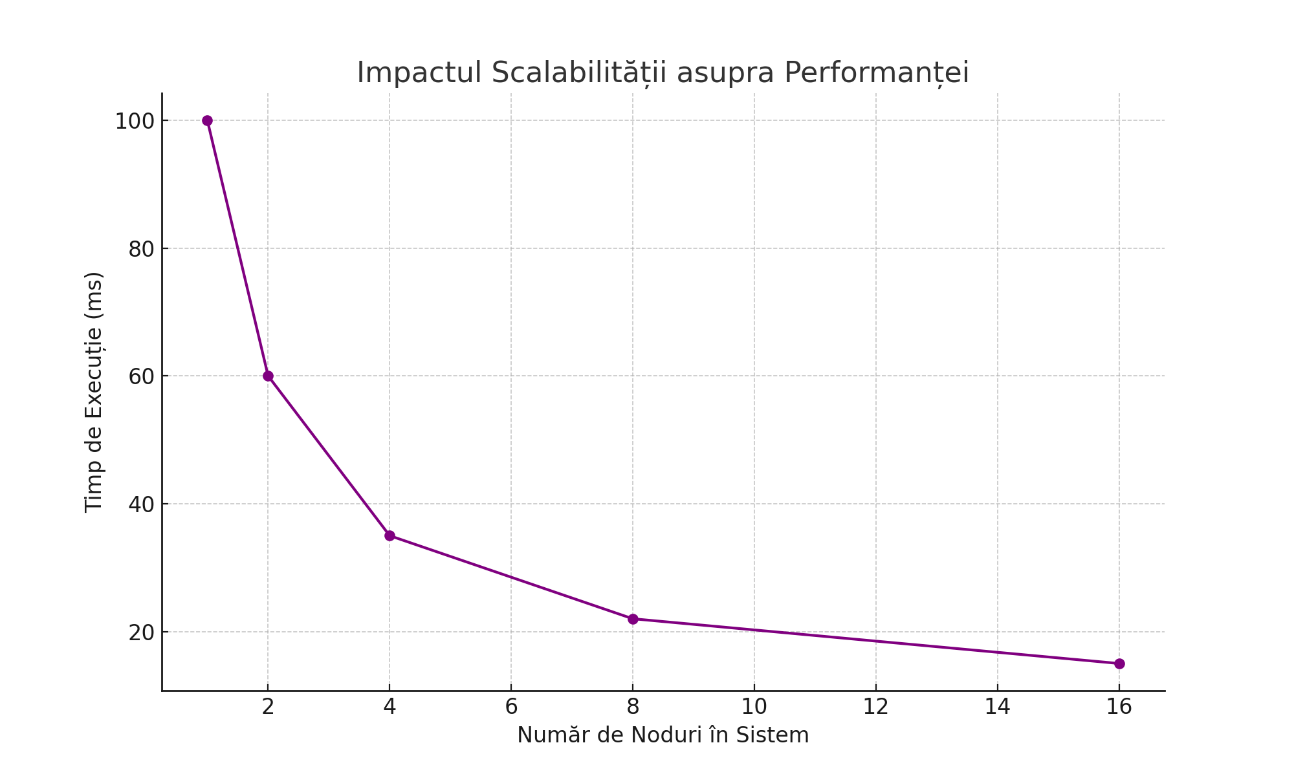 Impactul Scalabilității asupra Performanței
100
80
60
40
20
Timp de Execuție (ms)
2 4 6 8 10 12 14 16
Număr de Noduri în Sistem